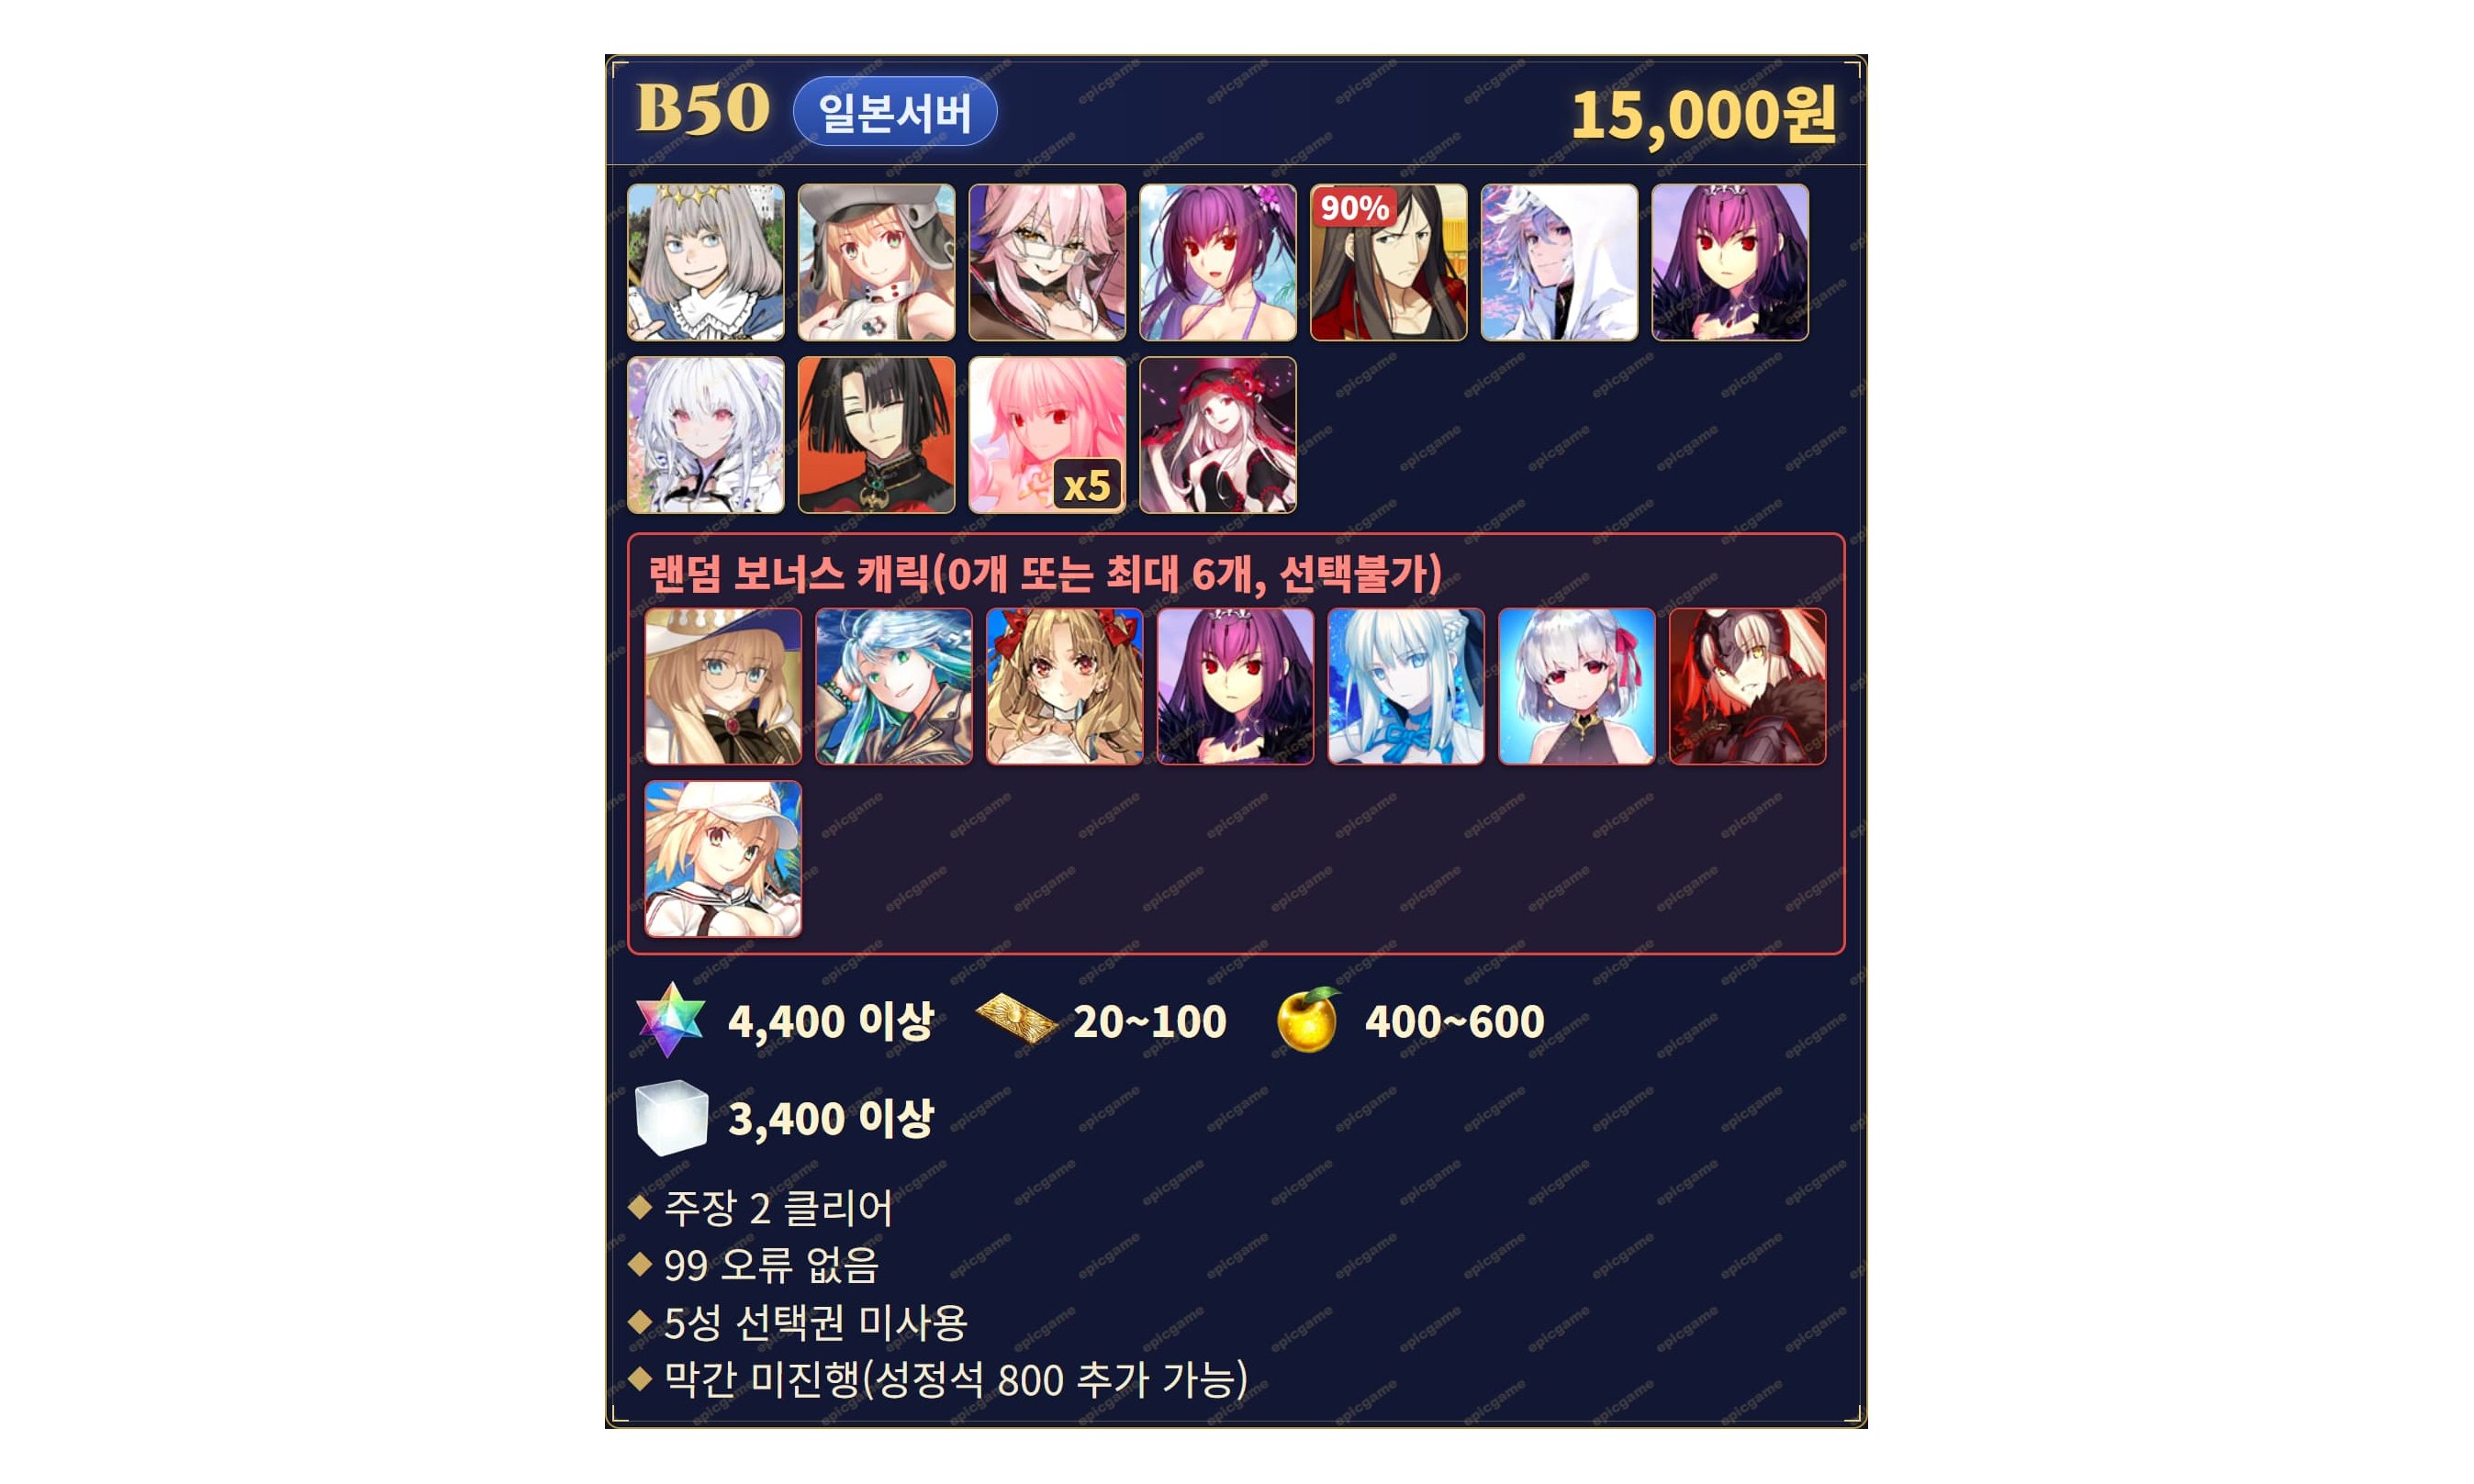 B50 일본서버 15,000원
90%
x5
랜덤 보너스 캐릭(0개 또는 최대 6개, 선택불가)
4,400 이상 20~100 400~600
3,400 이상
◆ 주장 2 클리어
◆ 99 오류 없음
◆ 5성 선택권 미사용
◆ 막간 미진행(성정석 800 추가 가능)
epicgame